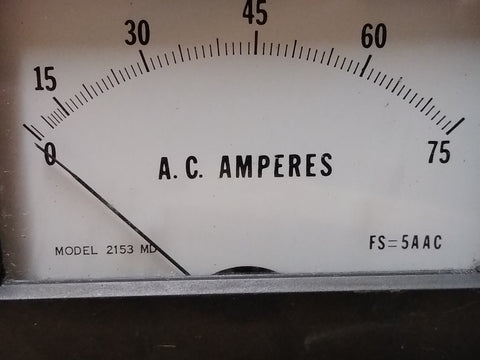 45
30 60
15
0 A.C. AMPERES 75
MODEL 2153 MD FS=5AAC